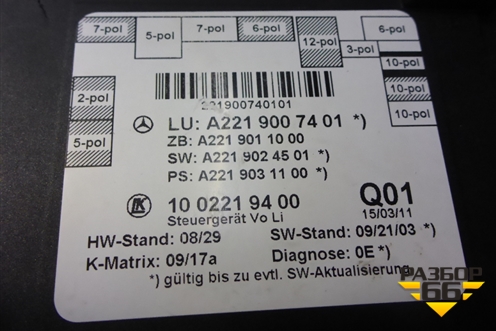 7-pol
5-pol
7-pol
6-pol
12-pol
3-pol
10-pol
2-pol
10-pol
5-pol
10-pol
221900740101
LU: A221 900 74 01 *)
ZB: A221 901 10 00
SW: A221 902 45 01 *)
PS: A221 903 11 00 *)
LK
10 0221 94 00
Steuergerät Vo Li
Q01
15/03/11
HW-Stand: 08/29
SW-Stand: 09/21/03 *)
K-Matrix: 09/17a
Diagnose: 0E *)
*) gültig bis zu evtl. SW-Aktualisierung
РАЗБОР
66